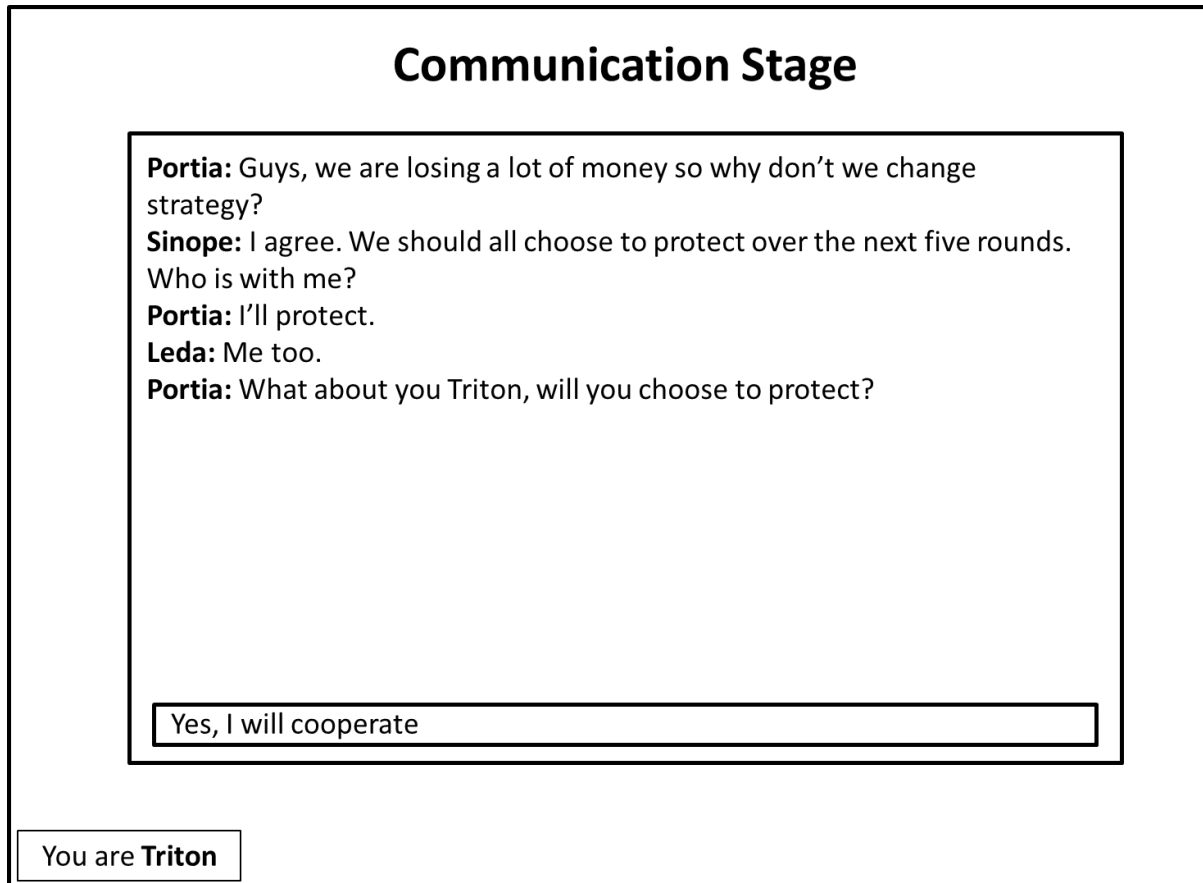 Communication Stage
Portia: Guys, we are losing a lot of money so why don’t we change
strategy?
Sinope: I agree. We should all choose to protect over the next five rounds.
Who is with me?
Portia: I’ll protect.
Leda: Me too.
Portia: What about you Triton, will you choose to protect?
Yes, I will cooperate
You are Triton